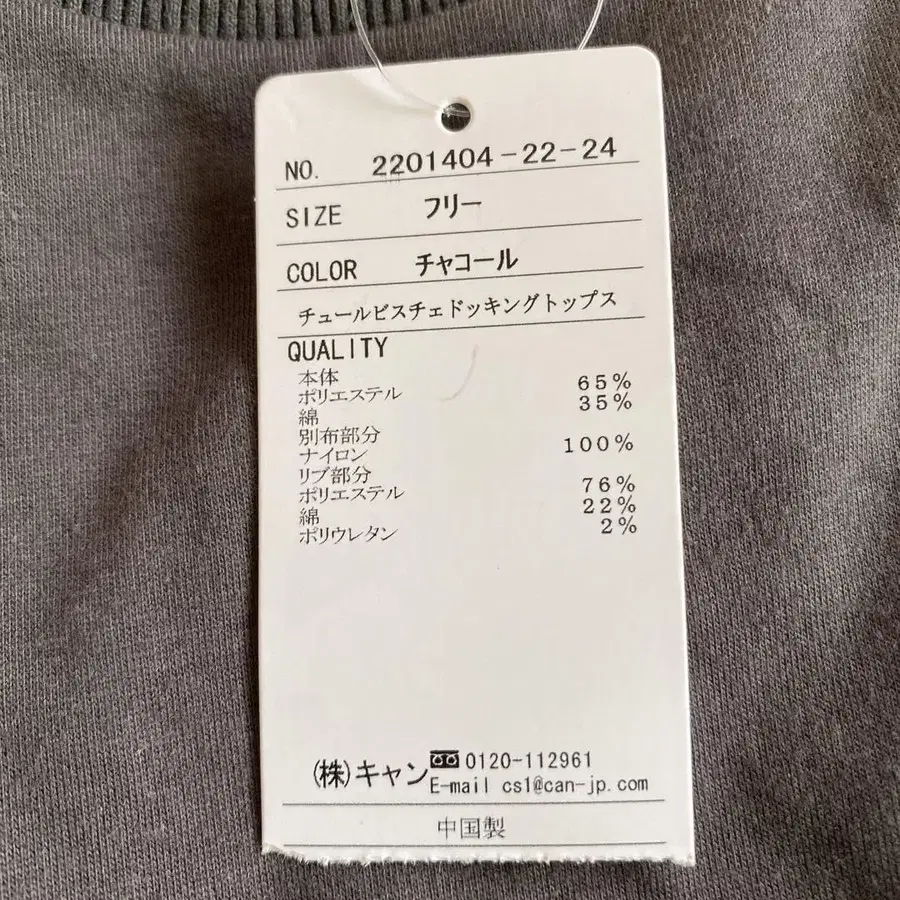 NO. 2201404-22-24
SIZE フリー
COLOR チャコール
チュールビスチェドッキングトップス
QUALITY
本体
ポリエステル 65%
綿 35%
別布部分
ナイロン 100%
リブ部分
ポリエステル 76%
綿 22%
ポリウレタン 2%
(株)キャン 0120-112961
E-mail cs1@can-jp.com
中国製